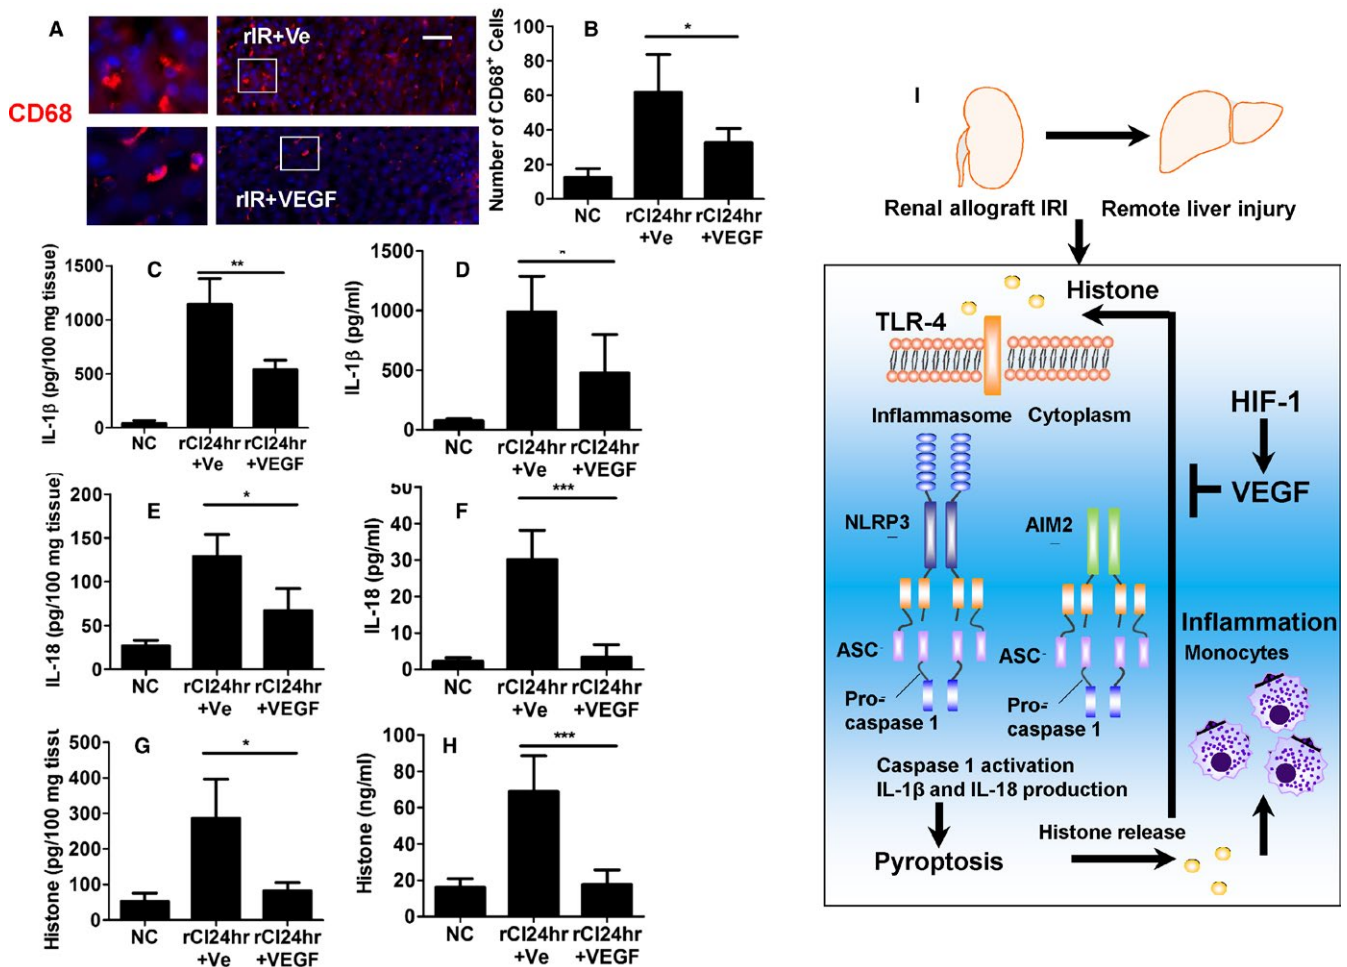 A
CD68
rIR+Ve
rIR+VEGF
B
Number of CD68⁺ Cells
100
80
60
40
20
0
*
NC
rCI24hr
+Ve
rCI24hr
+VEGF
C
IL-1β (pg/100 mg tissue)
1500
1000
500
0
**
NC
rCI24hr
+Ve
rCI24hr
+VEGF
D
IL-1β (pg/ml)
1500
1000
500
0
*
NC
rCI24hr
+Ve
rCI24hr
+VEGF
E
IL-18 (pg/100 mg tissue)
200
150
100
50
0
*
NC
rCI24hr
+Ve
rCI24hr
+VEGF
F
IL-18 (pg/ml)
50
40
30
20
10
0
***
NC
rCI24hr
+Ve
rCI24hr
+VEGF
G
Histone (pg/100 mg tissu
500
400
300
200
100
0
*
NC
rCI24hr
+Ve
rCI24hr
+VEGF
H
Histone (ng/ml)
100
80
60
40
20
0
***
NC
rCI24hr
+Ve
rCI24hr
+VEGF
I
Renal allograft IRI
Remote liver injury
Histone
TLR-4
Inflammasome
Cytoplasm
HIF-1
VEGF
NLRP3
AIM2
ASC
ASC
Pro-
caspase 1
Pro-
caspase 1
Inflammation
Monocytes
Caspase 1 activation
IL-1β and IL-18 production
Histone release
Pyroptosis